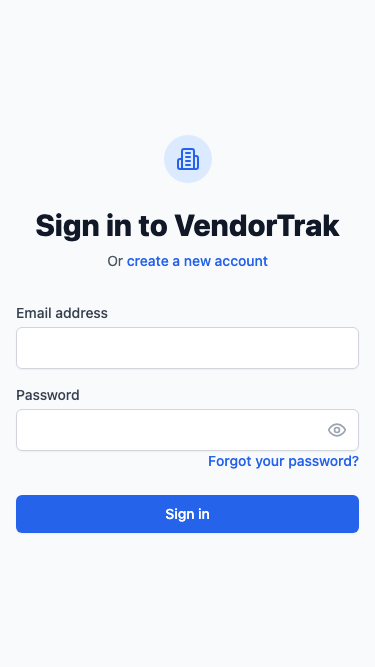 Sign in to VendorTrak
Or create a new account
Email address
Password
Forgot your password?
Sign in